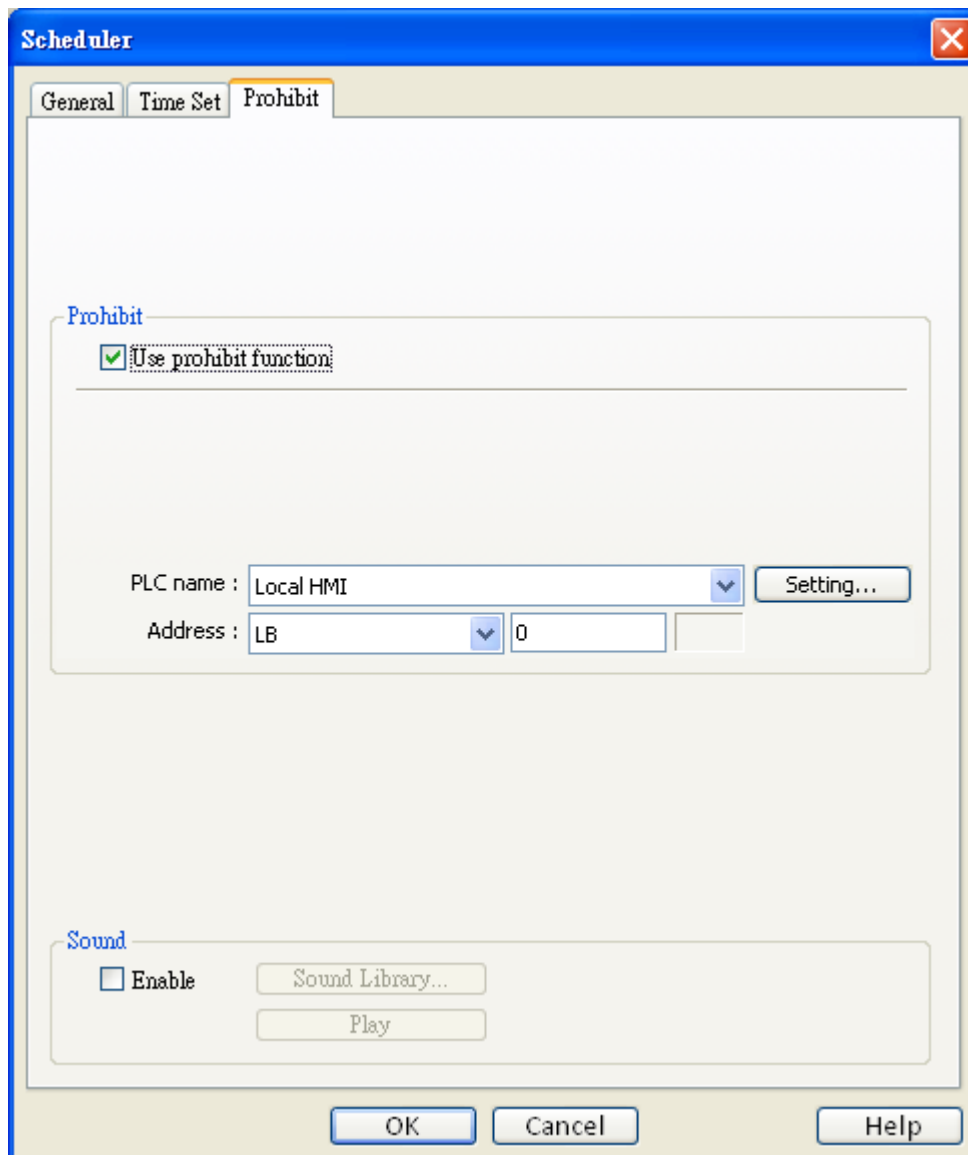 Scheduler
General Time Set Prohibit
Prohibit
Use prohibit function
PLC name : Local HMI Setting...
Address : LB 0
Sound
Enable Sound Library...
Play
OK Cancel Help